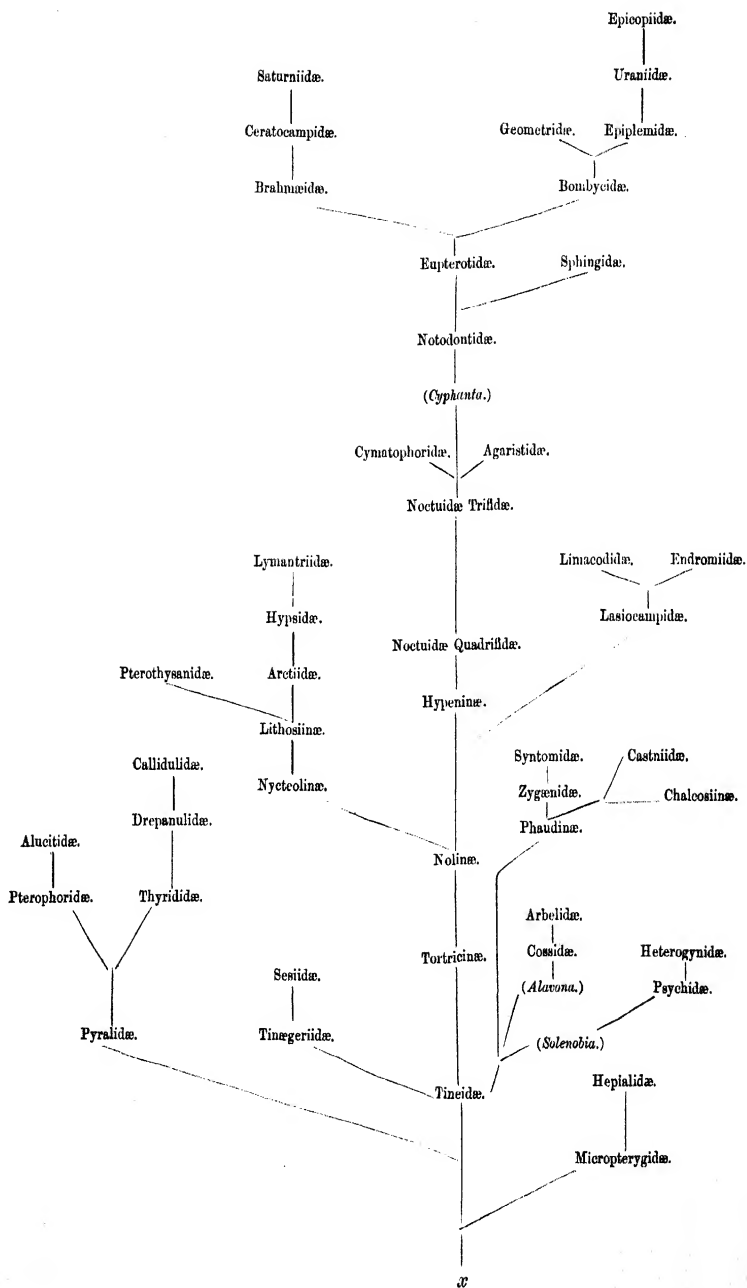 Epicopiidæ.
Saturniidæ. Uraniidæ.
Ceratocampidæ. Geometridæ. Epiplemidæ.
Brahmæidæ. Bombycidæ.
Eupterotidæ. Sphingidæ.
Notodontidæ.
(Cyphanta.)
Cymatophoridæ. Agaristidæ.
Noctuidæ Trifidæ.
Lymantriidæ. Limacodidæ. Endromiidæ.
Hypsidæ. Lasiocampidæ.
Noctuidæ Quadrifidæ.
Pterothysanidæ. Arctiidæ.
Hypeninæ.
Lithosiinæ.
Callidulidæ. Nycteolinæ. Syntomidæ. Castniidæ.
Zygænidæ. Chalcosiinæ.
Drepanulidæ. Phaudinæ.
Alucitidæ. Nolinæ.
Pterophoridæ. Thyrididæ.
Arbelidæ.
Tortricinæ. Cossidæ. Heterogynidæ.
Sesiidæ. (Alavona.) Psychidæ.
Pyralidæ. Tinægeriidæ. (Solenobia.)
Tineidæ. Hepialidæ.
Micropterygidæ.
x